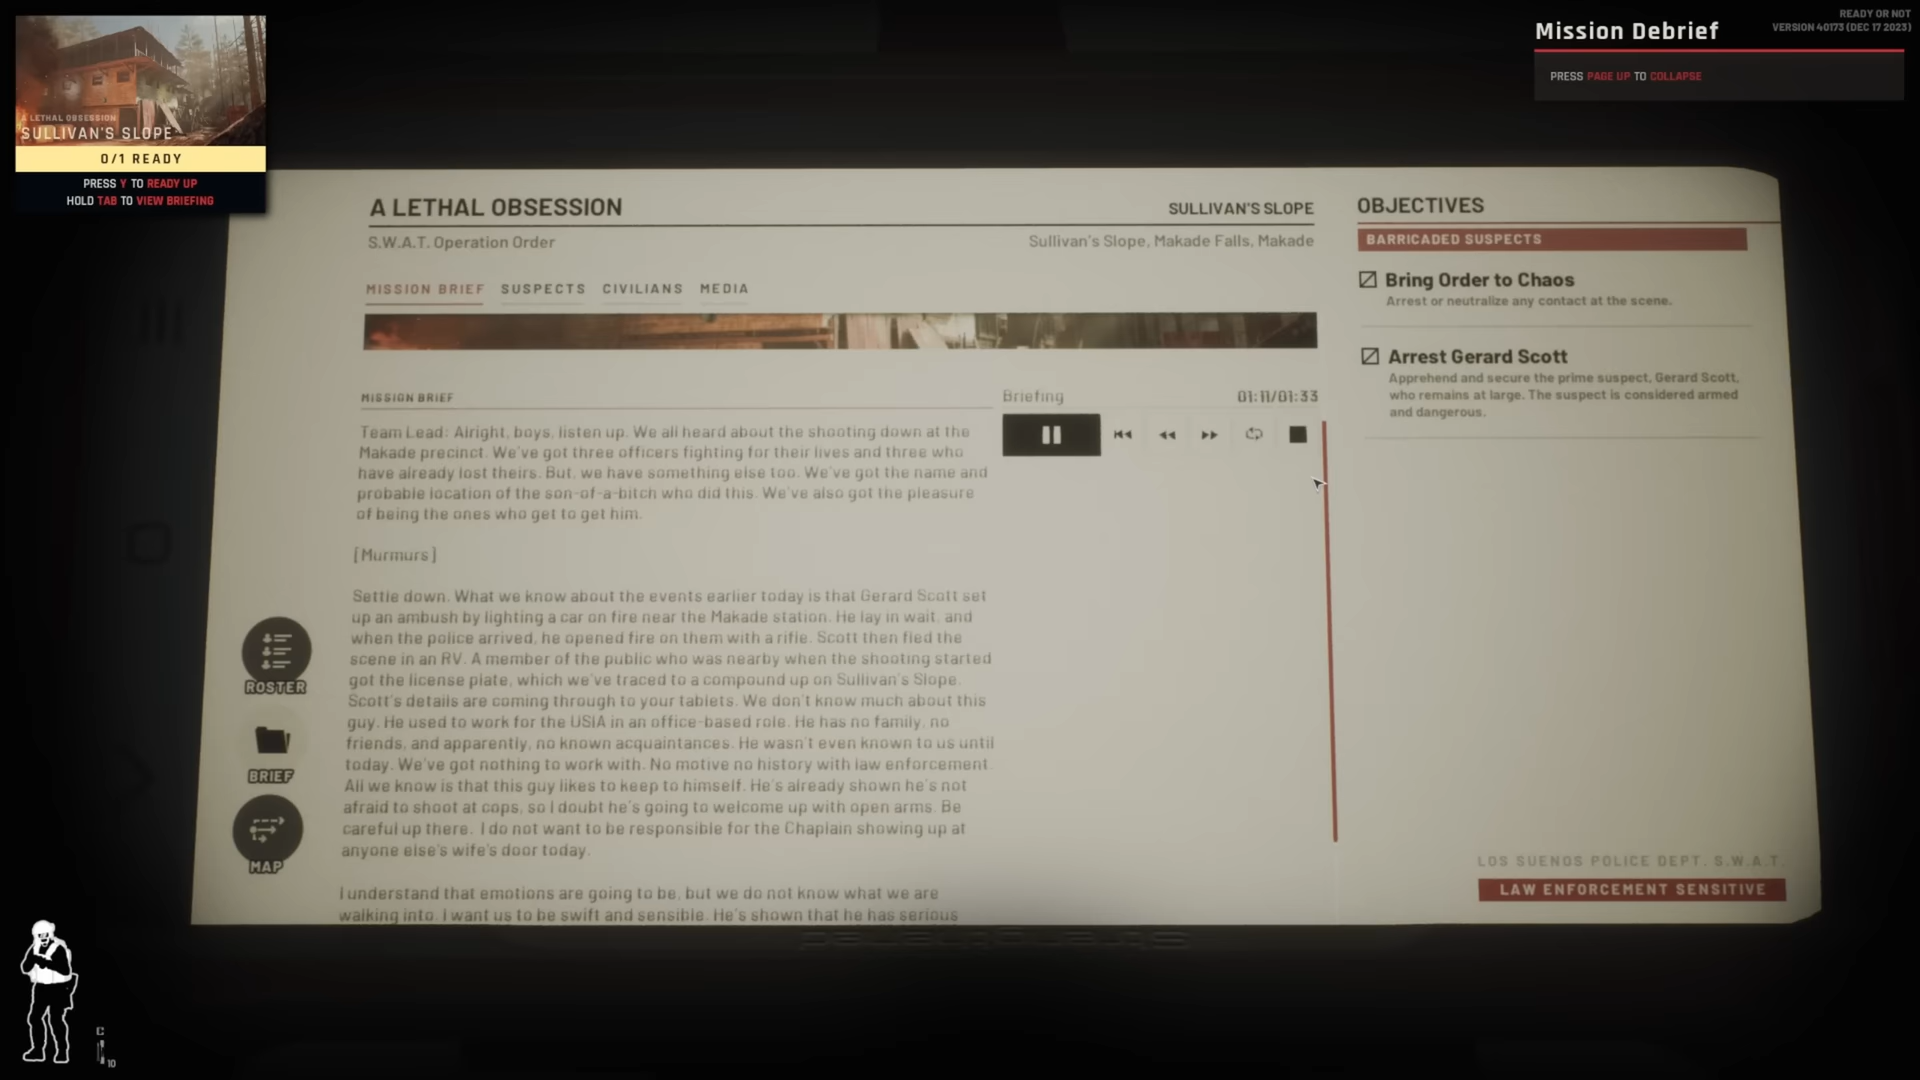 READY OR NOT
VERSION 40173 (DEC 17 2023)
Mission Debrief
PRESS PAGE UP TO COLLAPSE
A LETHAL OBSESSION
SULLIVAN'S SLOPE
0/1 READY
PRESS Y TO READY UP
HOLD TAB TO VIEW BRIEFING
A LETHAL OBSESSION
SULLIVAN'S SLOPE
S.W.A.T. Operation Order
Sullivan's Slope, Makade Falls, Makade
MISSION BRIEF SUSPECTS CIVILIANS MEDIA
MISSION BRIEF
Team Lead: Alright, boys, listen up. We all heard about the shooting down at the
Makade precinct. We've got three officers fighting for their lives and three who
have already lost theirs. But, we have something else too. We've got the name and
probable location of the son-of-a-bitch who did this. We've also got the pleasure
of being the ones who get to get him.
[Murmurs]
Settle down. What we know about the events earlier today is that Gerard Scott set
up an ambush by lighting a car on fire near the Makade station. He lay in wait, and
when the police arrived, he opened fire on them with a rifle. Scott then fled the
scene in an RV. A member of the public who was nearby when the shooting started
got the license plate, which we've traced to a compound up on Sullivan's Slope.
Scott's details are coming through to your tablets. We don't know much about this
guy. He used to work for the USIA in an office-based role. He has no family, no
friends, and apparently, no known acquaintances. He wasn't even known to us until
today. We've got nothing to work with. No motive no history with law enforcement.
All we know is that this guy likes to keep to himself. He's already shown he's not
afraid to shoot at cops, so I doubt he's going to welcome up with open arms. Be
careful up there. I do not want to be responsible for the Chaplain showing up at
anyone else's wife's door today.
I understand that emotions are going to be, but we do not know what we are
walking into. I want us to be swift and sensible. He's shown that he has serious
Briefing 01:11/01:33
OBJECTIVES
BARRICADED SUSPECTS
Bring Order to Chaos
Arrest or neutralize any contact at the scene.
Arrest Gerard Scott
Apprehend and secure the prime suspect, Gerard Scott,
who remains at large. The suspect is considered armed
and dangerous.
ROSTER
BRIEF
MAP
LOS SUENOS POLICE DEPT. S.W.A.T.
LAW ENFORCEMENT SENSITIVE
C
10